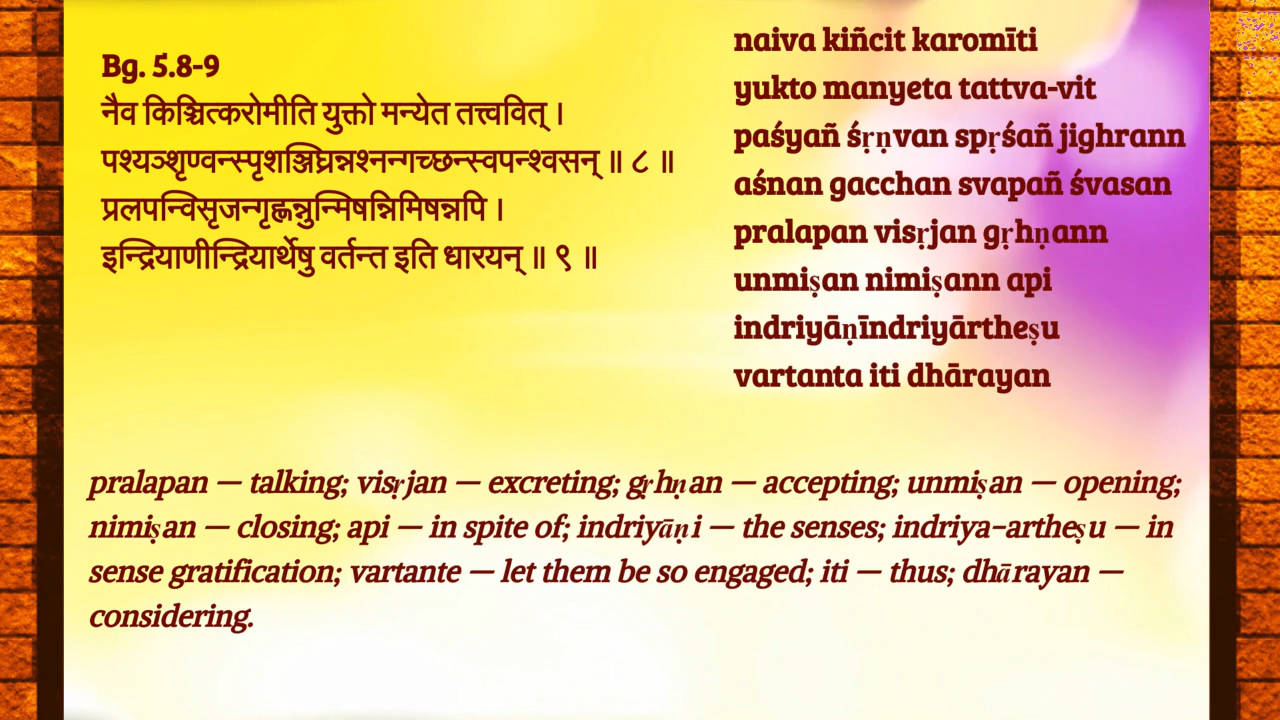 Bg. 5.8-9
नैव किञ्चित्करोमीति युक्तो मन्येत तत्त्ववित् ।
पश्यञ्शृण्वन्स्पृशञ्जिघ्रन्नश्नन्गच्छन्स्वपन्श्वसन् ॥ ८ ॥
प्रलपन्विसृजन्गृह्णन्नुन्मिषन्निमिषन्नपि ।
इन्द्रियाणीन्द्रियार्थेषु वर्तन्त इति धारयन् ॥ ९ ॥
naiva kiñcit karomīti
yukto manyeta tattva-vit
paśyañ śṛṇvan spṛśañ jighrann
aśnan gacchan svapañ śvasan
pralapan visṛjan gṛhṇann
unmiṣan nimiṣann api
indriyāṇīndriyārtheṣu
vartanta iti dhārayan
pralapan — talking; visṛjan — excreting; gṛhṇan — accepting; unmiṣan — opening;
nimiṣan — closing; api — in spite of; indriyāṇi — the senses; indriya-artheṣu — in
sense gratification; vartante — let them be so engaged; iti — thus; dhārayan —
considering.